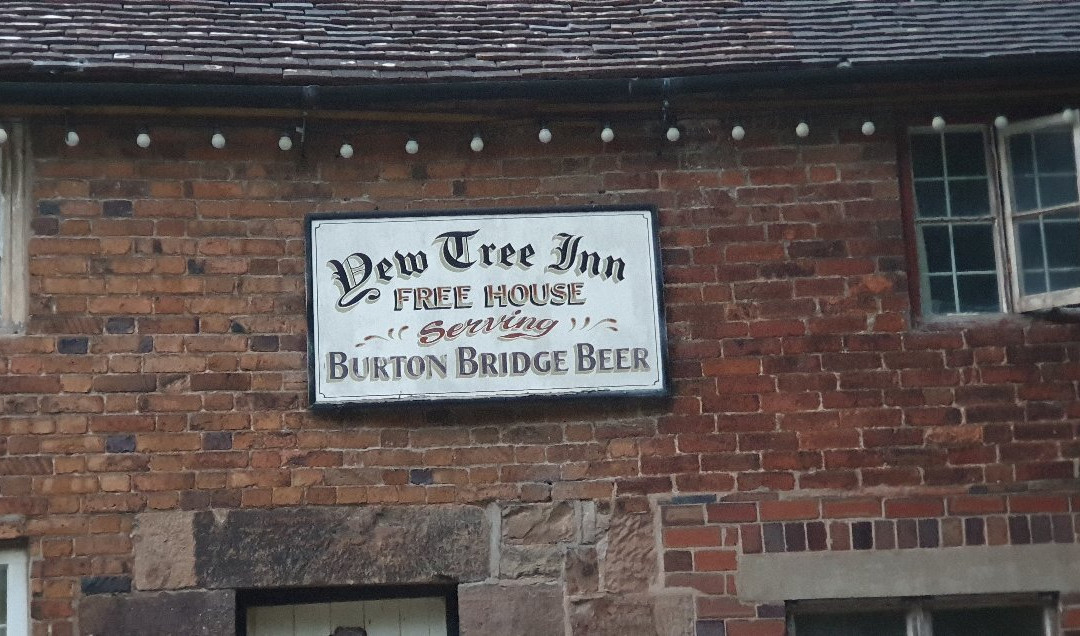 Yew Tree Inn
FREE HOUSE
Serving
BURTON BRIDGE BEER